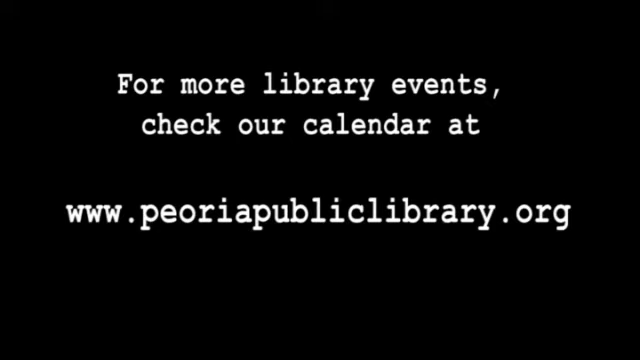 For more library events,
check our calendar at
www.peoriapubliclibrary.org